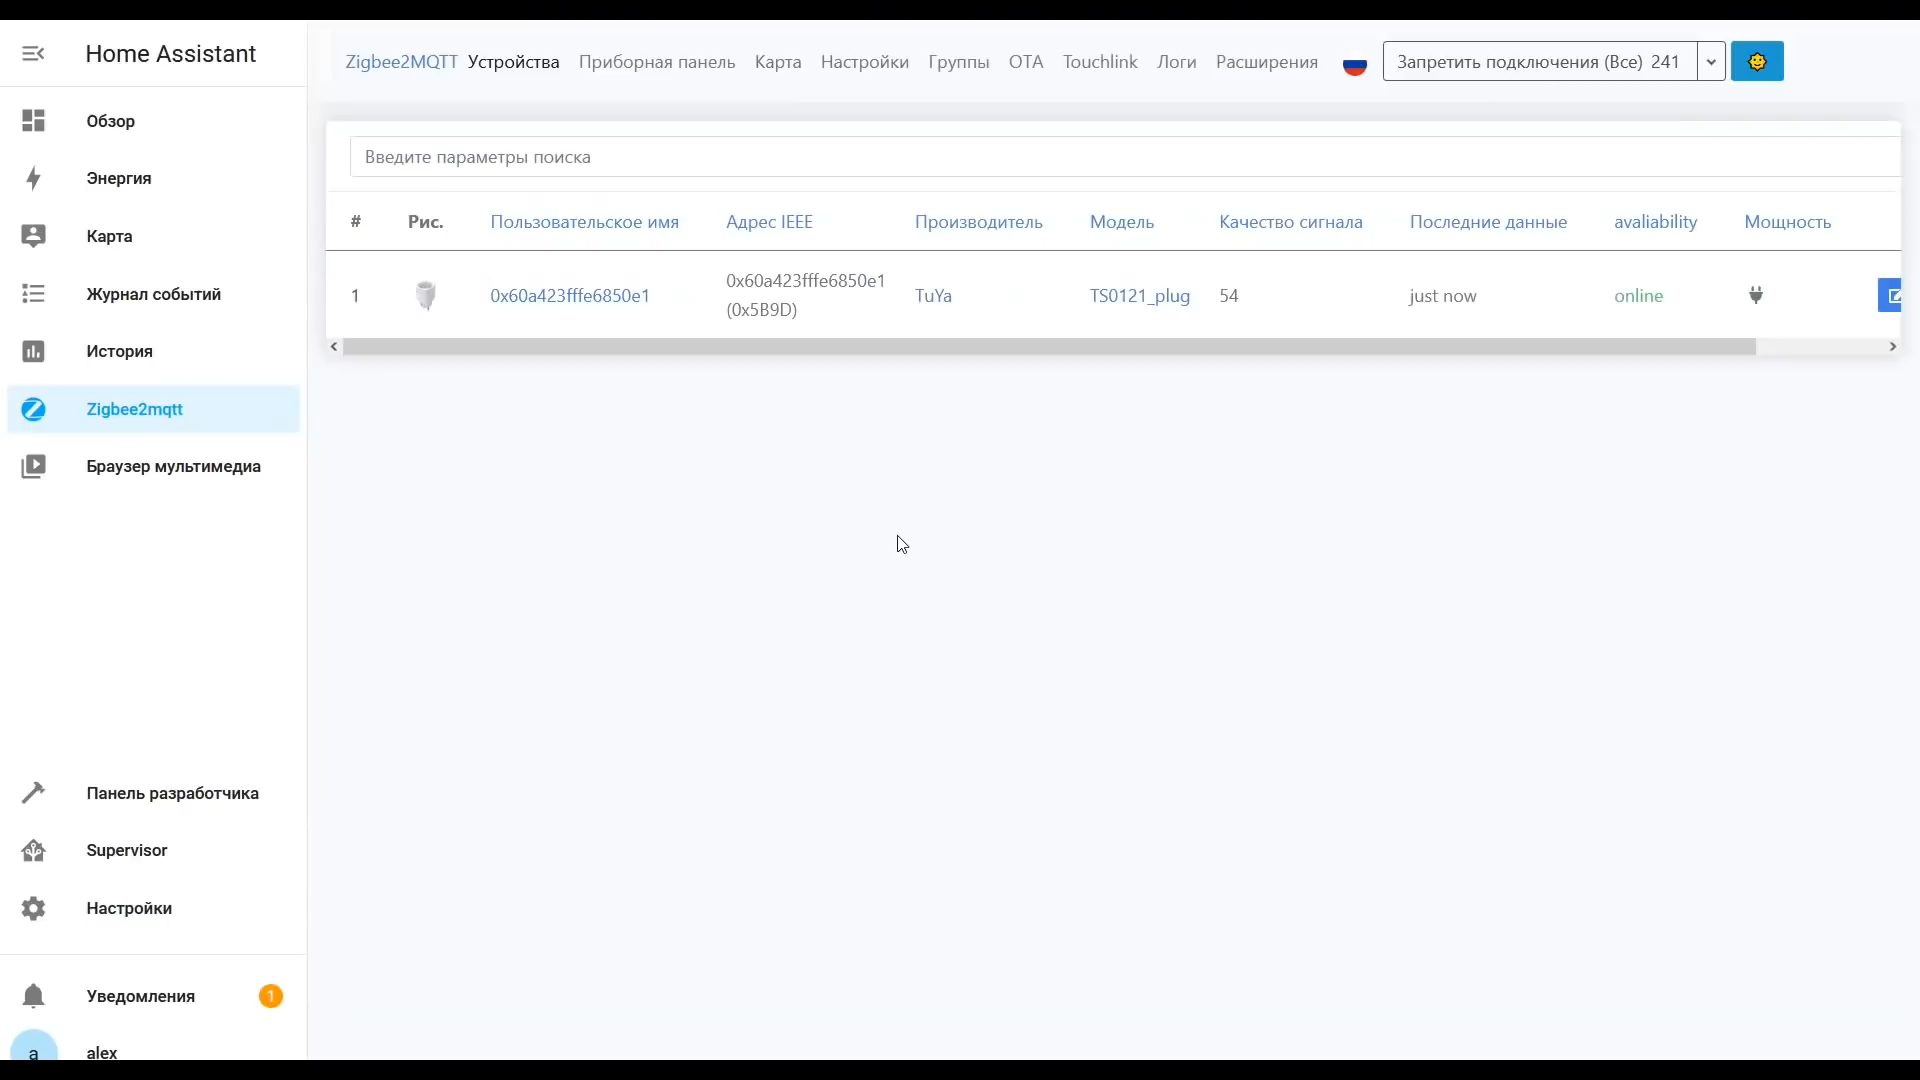 Home Assistant
Обзор
Энергия
Карта
Журнал событий
История
Zigbee2mqtt
Браузер мультимедиа
Панель разработчика
Supervisor
Настройки
Уведомления 1
a alex
Zigbee2MQTT Устройства Приборная панель Карта Настройки Группы OTA Touchlink Логи Расширения Запретить подключения (Все) 241
Введите параметры поиска
# Рис. Пользовательское имя Адрес IEEE Производитель Модель Качество сигнала Последние данные avaliability Мощность
1 0x60a423fffe6850e1 0x60a423fffe6850e1 TuYa TS0121_plug 54 just now online
(0x5B9D)